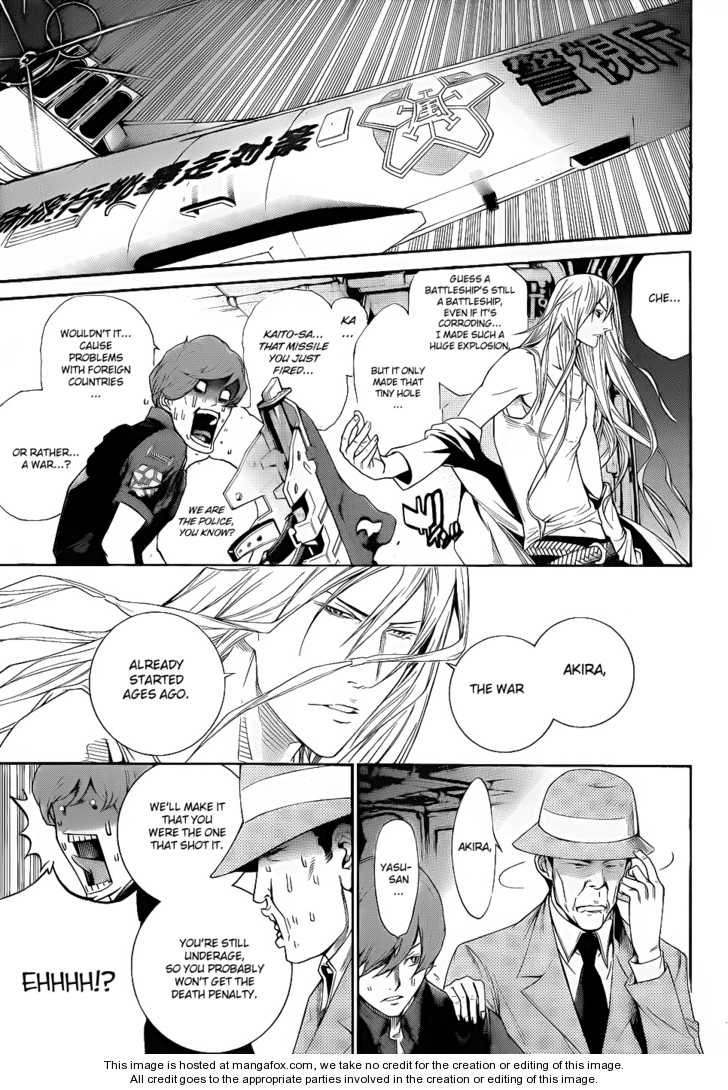 警視庁
暴走対策
CHE...
GUESS A
BATTLESHIP'S STILL
A BATTLESHIP,
EVEN IF IT'S
CORRODING...
I MADE SUCH A
HUGE EXPLOSION,
BUT IT ONLY
MADE THAT
TINY HOLE ...
KA
...
KAITO-SA...
THAT MISSILE
YOU JUST
FIRED...
WOULDN'T IT...
CAUSE
PROBLEMS
WITH FOREIGN
COUNTRIES
...
OR RATHER...
A WAR...?
WE ARE
THE POLICE,
YOU KNOW?
AKIRA,
THE WAR
ALREADY
STARTED
AGES AGO.
AKIRA,
YASU-
SAN
...
WE'LL MAKE IT
THAT YOU
WERE THE ONE
THAT SHOT IT.
YOU'RE STILL
UNDERAGE,
SO YOU PROBABLY
WON'T GET THE
DEATH PENALTY.
EHHHH!?
This image is hosted at mangafox.com, we take no credit for the creation or editing of this image.
All credit goes to the appropriate parties involved in the creation or editing of these images.